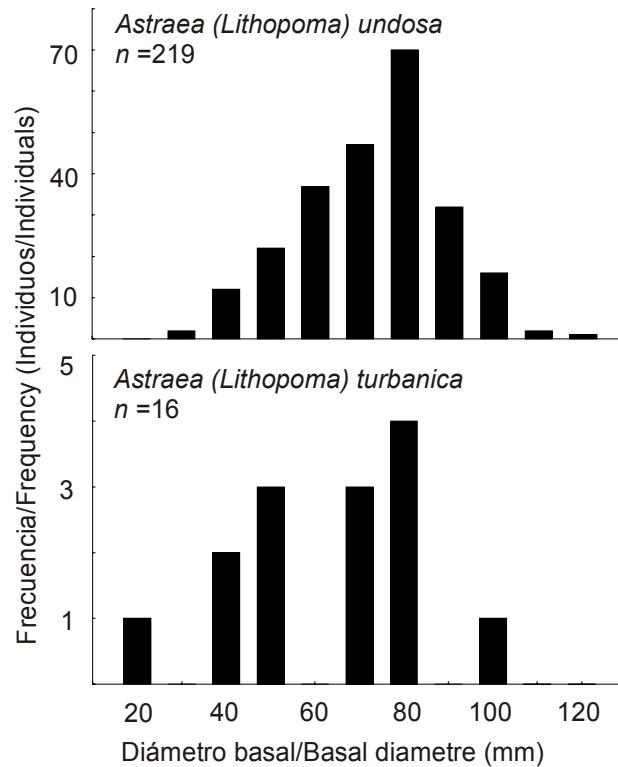 Astraea (Lithopoma) undosa
n =219
70
40
10
Astraea (Lithopoma) turbanica
n =16
5
3
1
20 40 60 80 100 120
Diámetro basal/Basal diametre (mm)
Frecuencia/Frequency (Individuos/Individuals)